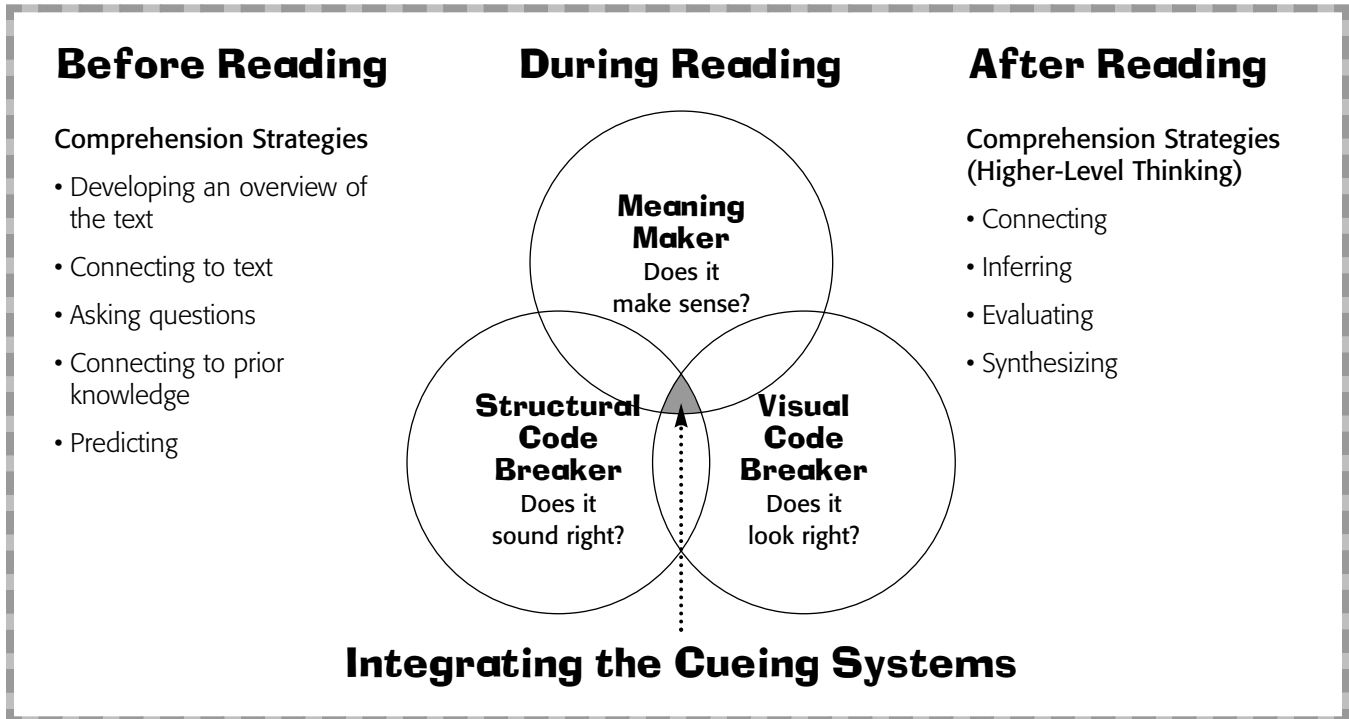 Before Reading
Comprehension Strategies
• Developing an overview of
the text
• Connecting to text
• Asking questions
• Connecting to prior
knowledge
• Predicting
During Reading
Meaning
Maker
Does it
make sense?
Structural
Code
Breaker
Does it
sound right?
Visual
Code
Breaker
Does it
look right?
Integrating the Cueing Systems
After Reading
Comprehension Strategies
(Higher-Level Thinking)
• Connecting
• Inferring
• Evaluating
• Synthesizing